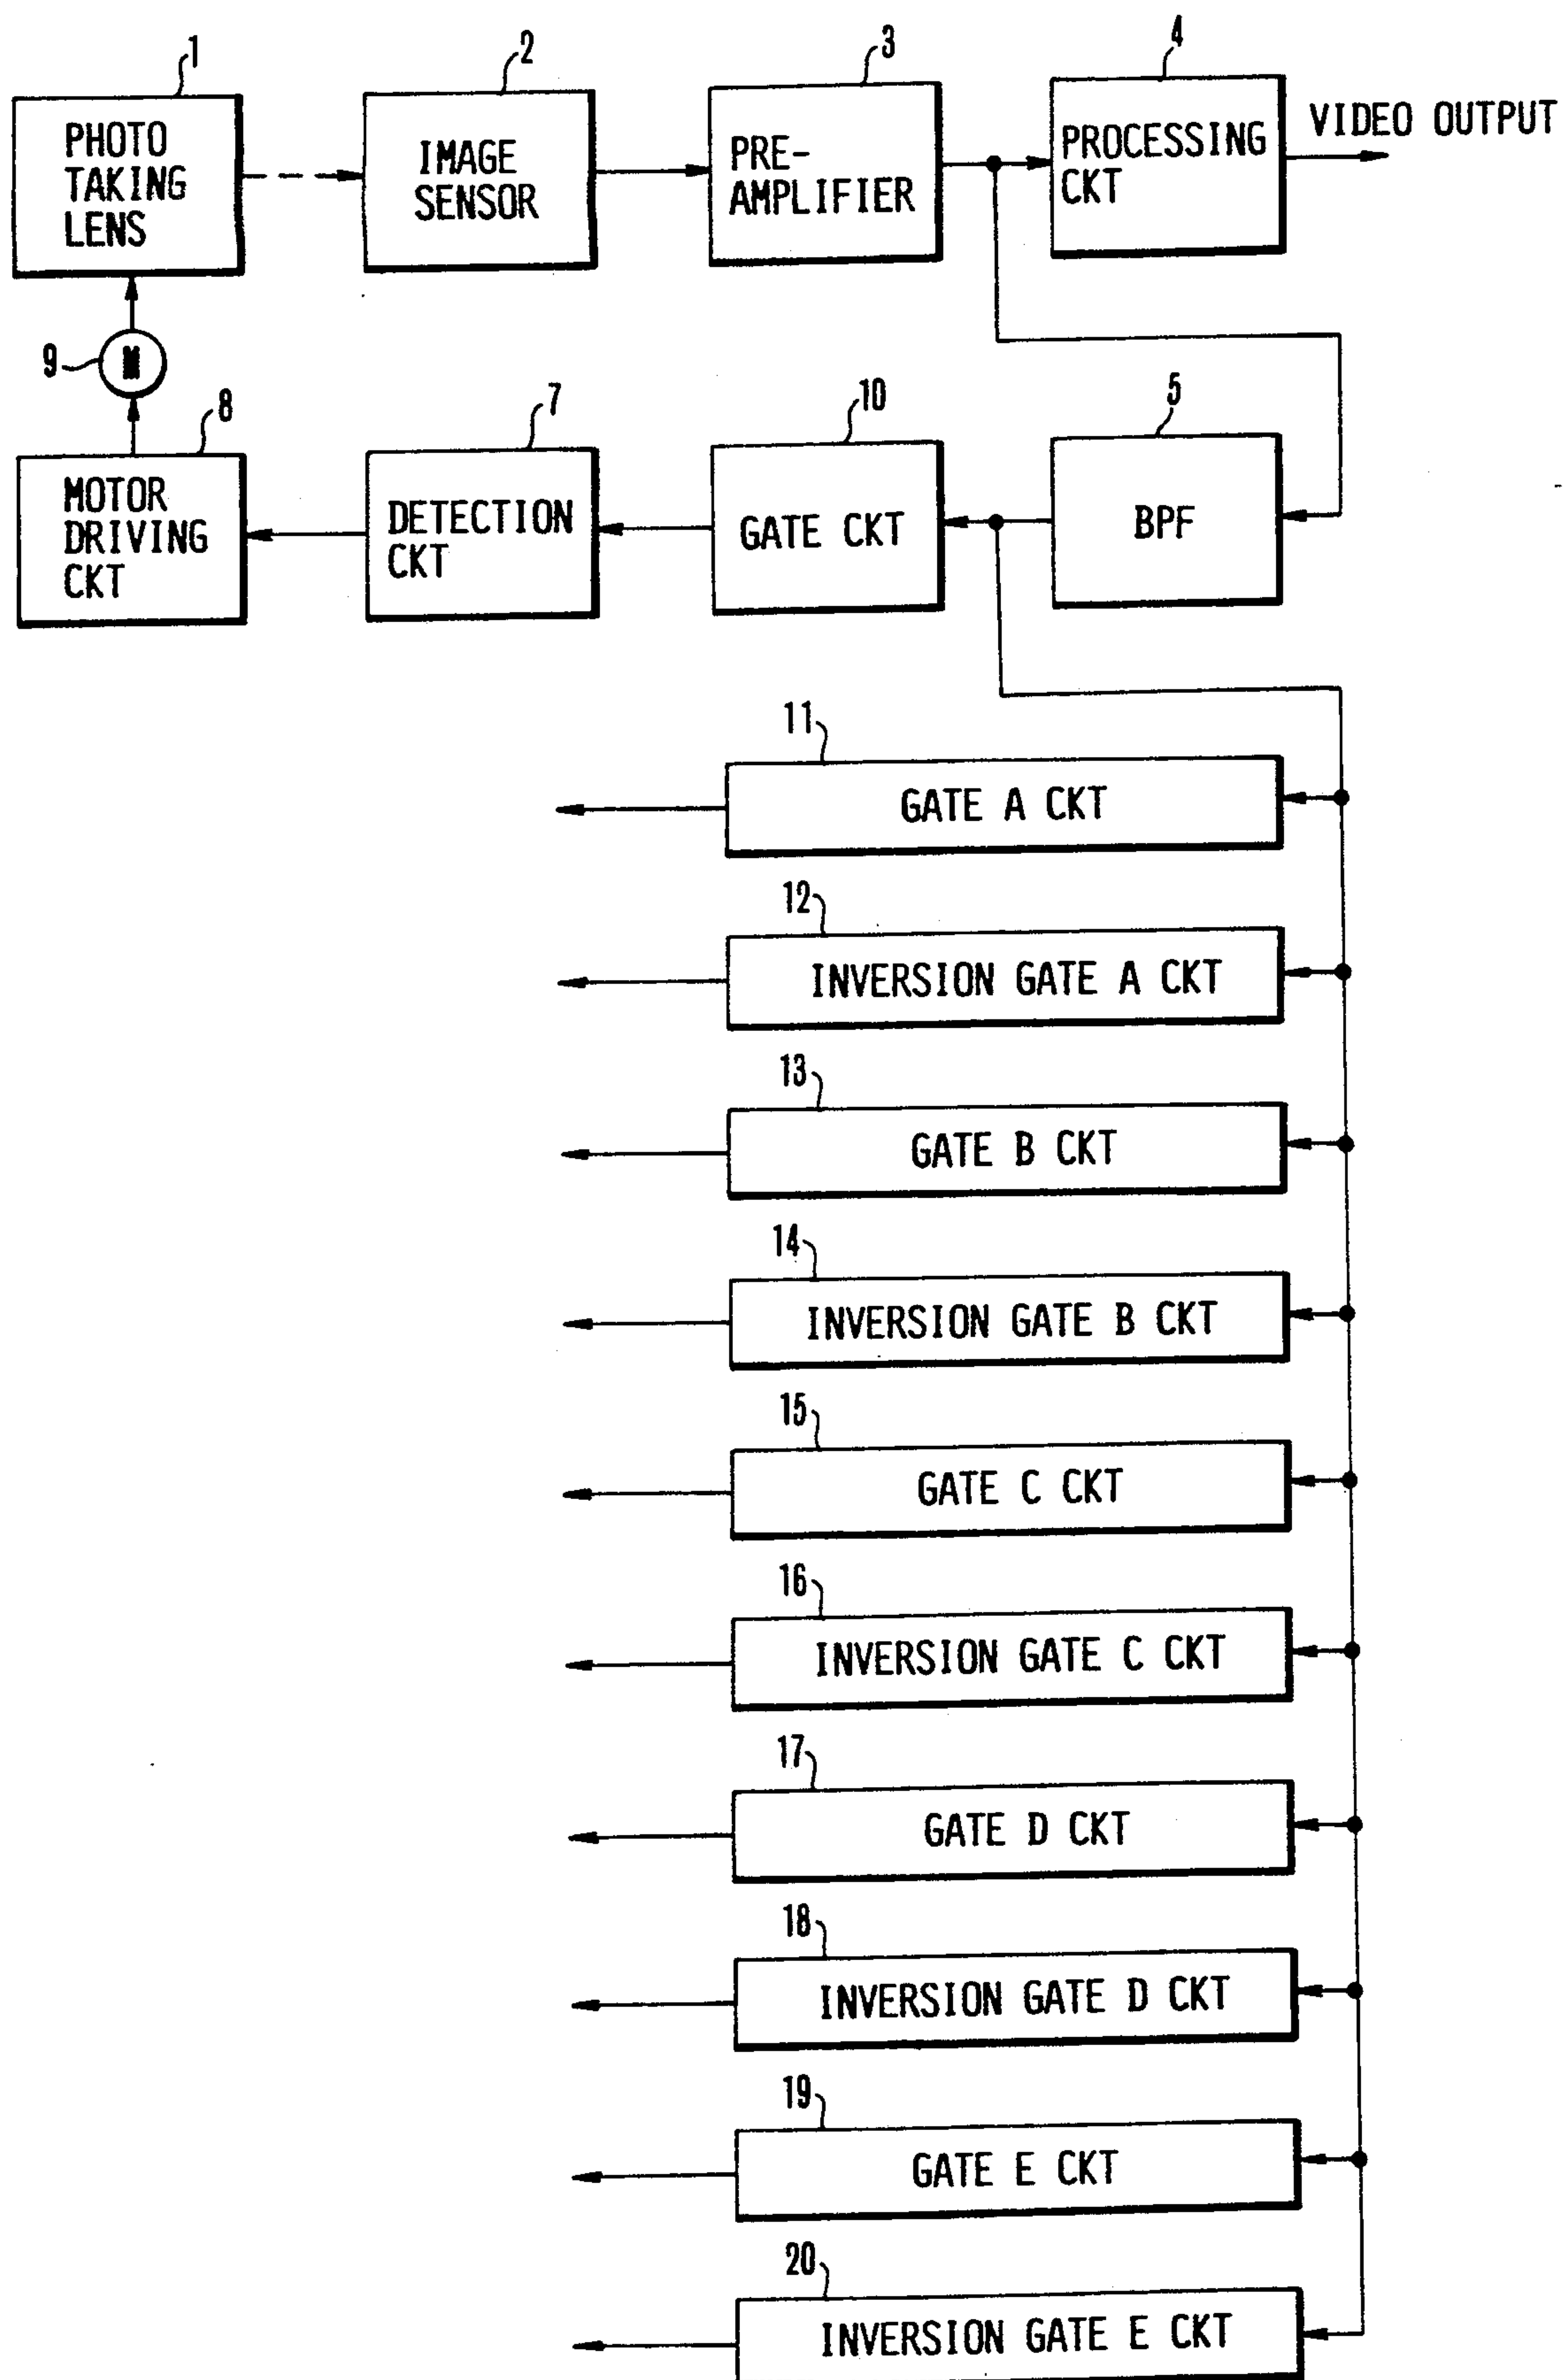 1
2
3
4
PHOTO
TAKING
LENS
IMAGE
SENSOR
PRE-
AMPLIFIER
PROCESSING
CKT
VIDEO OUTPUT
9
M
8
7
10
5
MOTOR
DRIVING
CKT
DETECTION
CKT
GATE CKT
BPF
11
GATE A CKT
12
INVERSION GATE A CKT
13
GATE B CKT
14
INVERSION GATE B CKT
15
GATE C CKT
16
INVERSION GATE C CKT
17
GATE D CKT
18
INVERSION GATE D CKT
19
GATE E CKT
20
INVERSION GATE E CKT